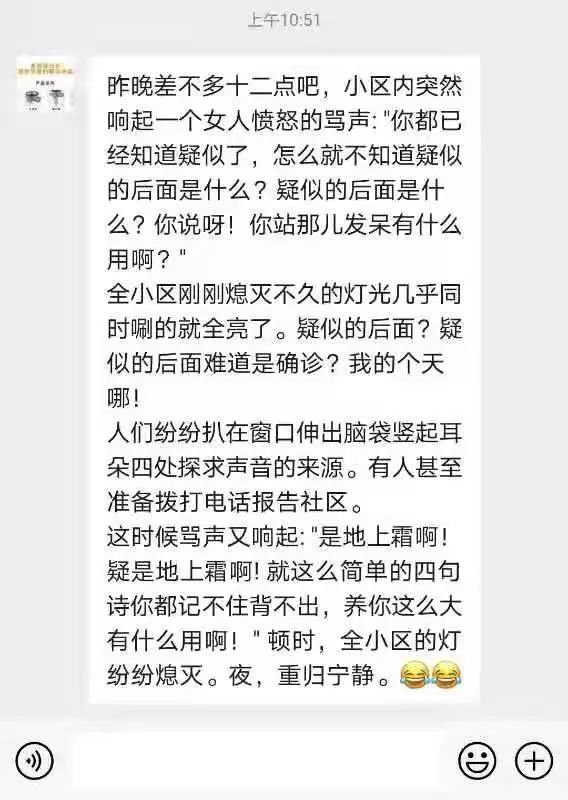 上午10:51
昨晚差不多十二点吧，小区内突然
响起一个女人愤怒的骂声: "你都已
经知道疑似了，怎么就不知道疑似
的后面是什么？疑似的后面是什
么？你说呀！你站那儿发呆有什么
用啊？"
全小区刚刚熄灭不久的灯光几乎同
时唰的就全亮了。疑似的后面？疑
似的后面难道是确诊？我的个天
哪！
人们纷纷扒在窗口伸出脑袋竖起耳
朵四处探求声音的来源。有人甚至
准备拨打电话报告社区。
这时候骂声又响起: "是地上霜啊！
疑是地上霜啊! 就这么简单的四句
诗你都记不住背不出，养你这么大
有什么用啊！" 顿时，全小区的灯
纷纷熄灭。夜，重归宁静。😂😂